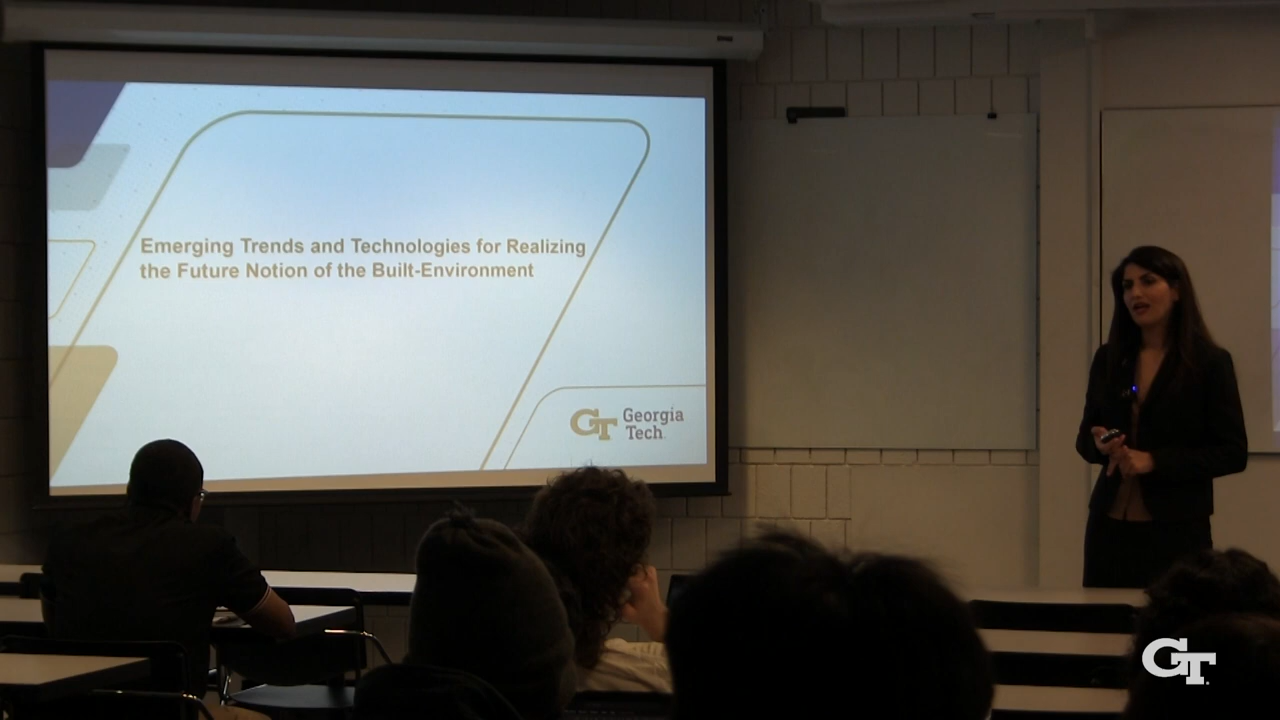 Emerging Trends and Technologies for Realizing
the Future Notion of the Built-Environment
GT Georgia
Tech
GT